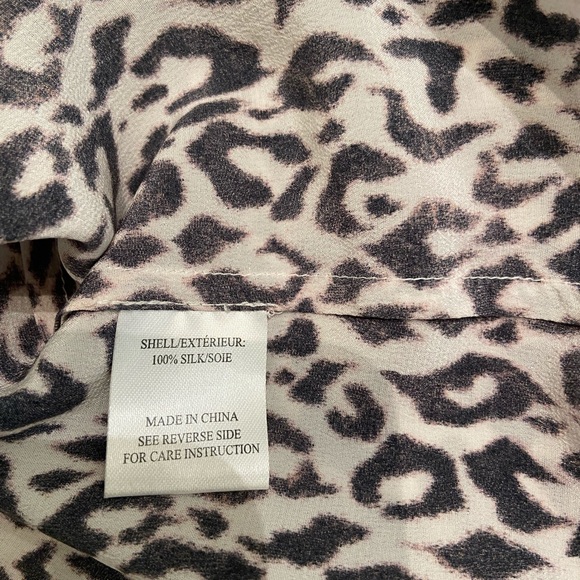 SHELL/EXTÉRIEUR:
100% SILK/SOIE
MADE IN CHINA
SEE REVERSE SIDE
FOR CARE INSTRUCTION